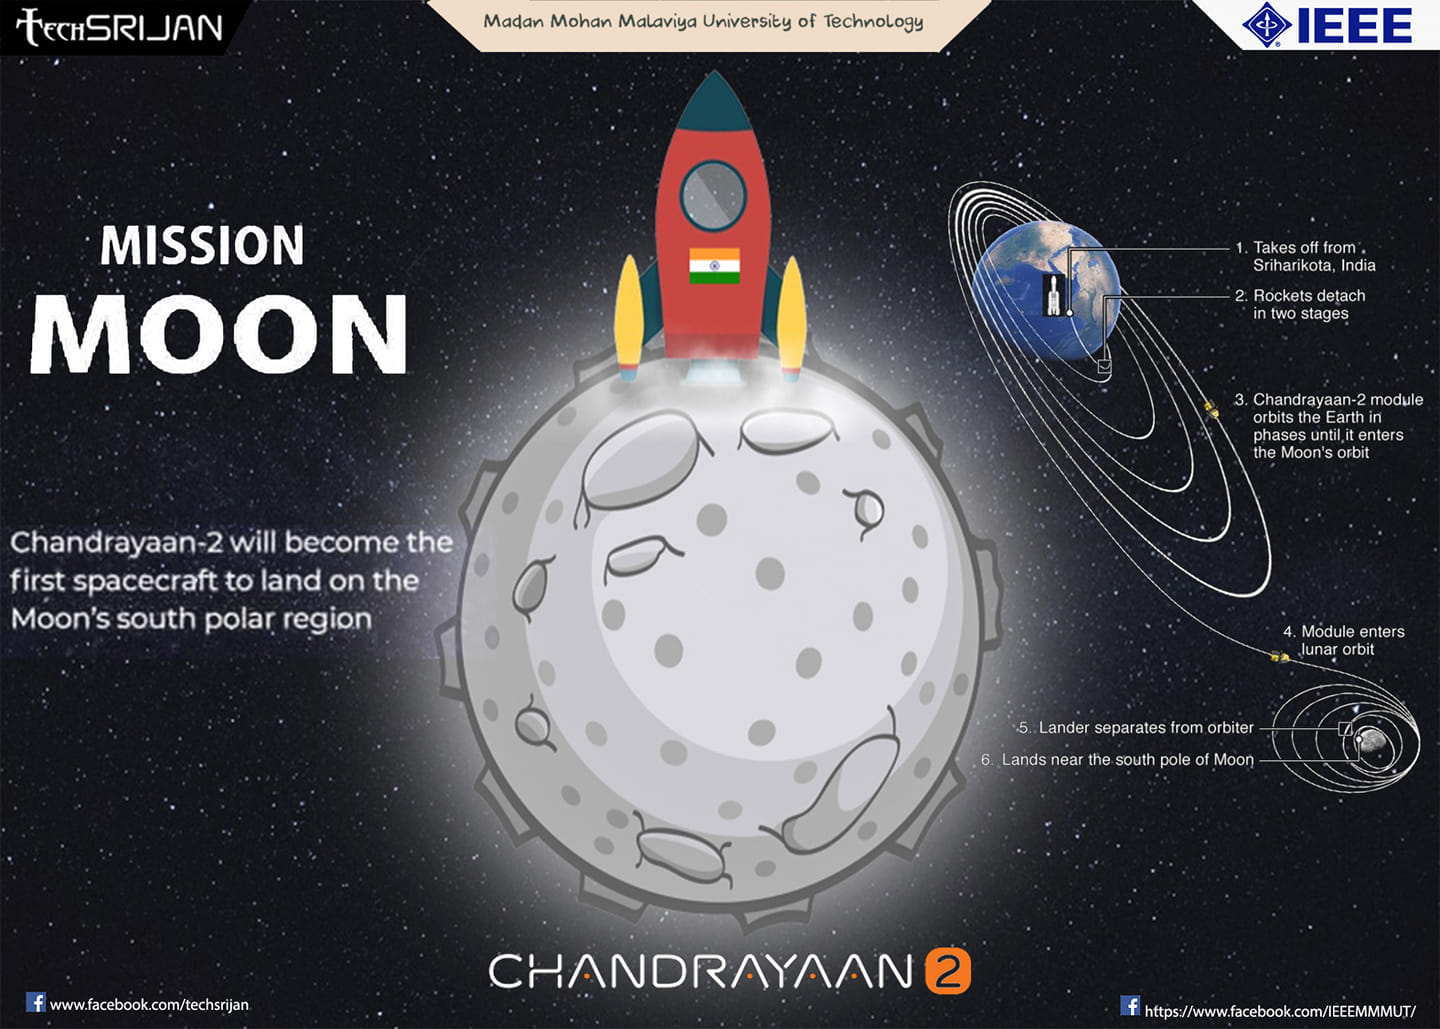 TechSRIJAN
Madan Mohan Malaviya University of Technology
IEEE
MISSION
MOON
Chandrayaan-2 will become the
first spacecraft to land on the
Moon's south polar region
1. Takes off from
Sriharikota, India
2. Rockets detach
in two stages
3. Chandrayaan-2 module
orbits the Earth in
phases until it enters
the Moon's orbit
4. Module enters
lunar orbit
5. Lander separates from orbiter
6. Lands near the south pole of Moon
CHANDRAYAAN 2
f www.facebook.com/techsrijan
f https://www.facebook.com/IEEEMMMUT/